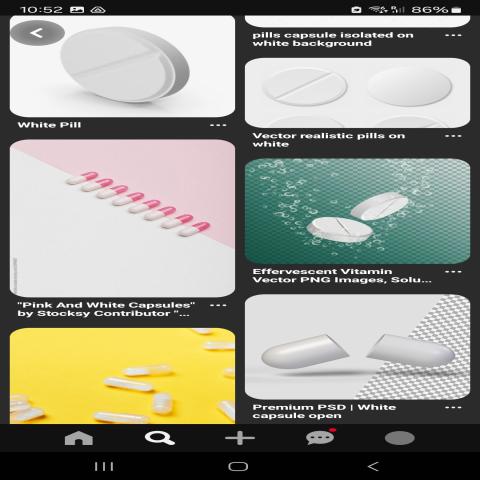 10:52
86%
pills capsule isolated on
white background
White Pill
Vector realistic pills on
white
Effervescent Vitamin
Vector PNG Images, Solu...
"Pink And White Capsules"
by Stocksy Contributor "...
Premium PSD | White
capsule open